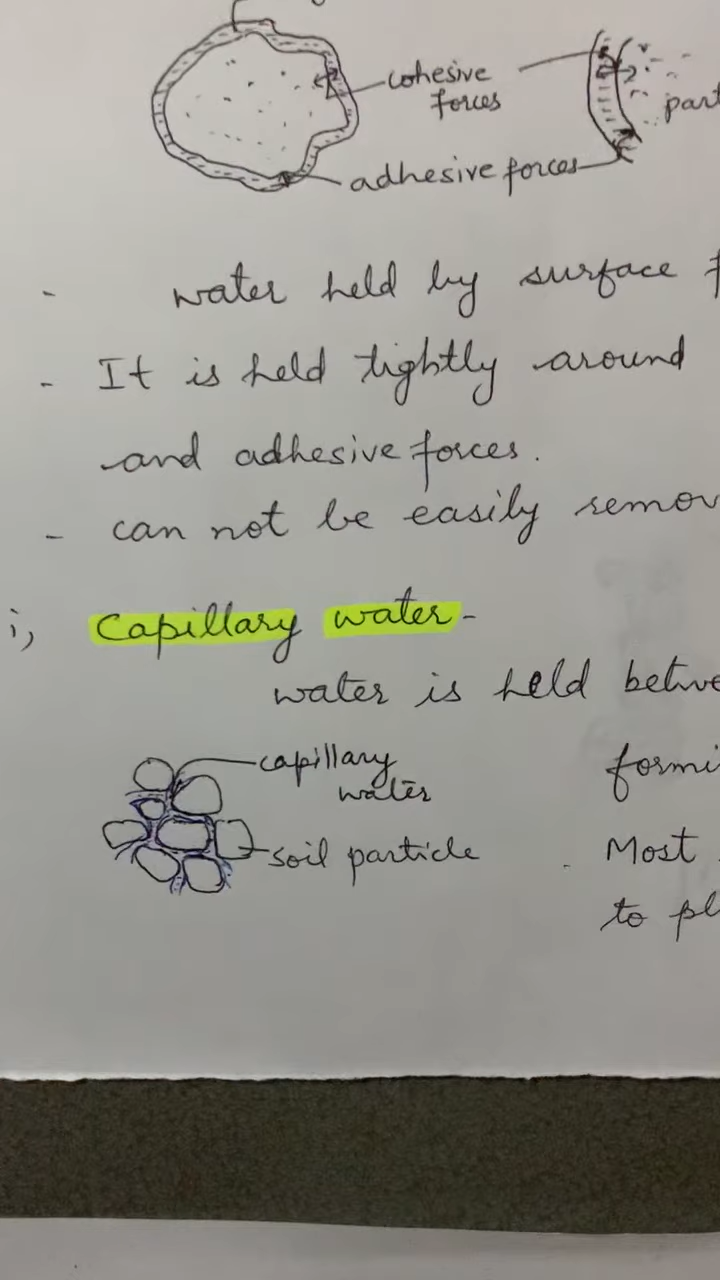 cohesive
forces
part
adhesive forces
- water held by surface f
- It is held tightly around
and adhesive forces.
- can not be easily remov
i, Capillary water -
water is held betwe
capillary formi
water
soil particle . Most
to pl